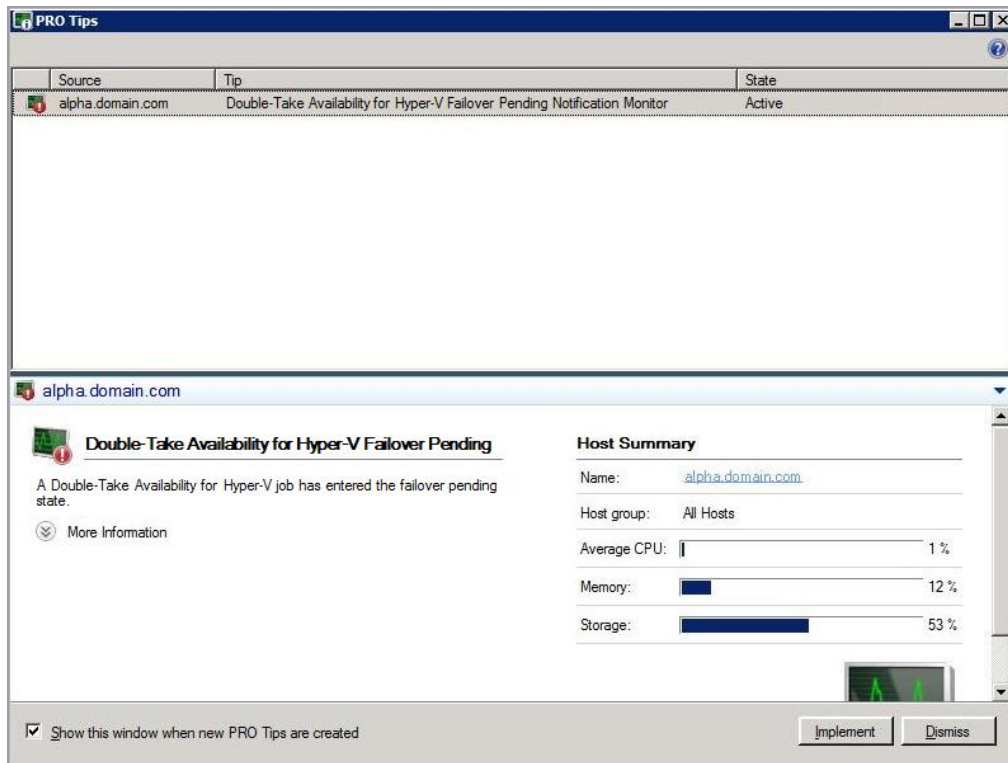 PRO Tips
Source Tip State
alpha.domain.com Double-Take Availability for Hyper-V Failover Pending Notification Monitor Active
alpha.domain.com
Double-Take Availability for Hyper-V Failover Pending
A Double-Take Availability for Hyper-V job has entered the failover pending
state.
More Information
Host Summary
Name: alpha.domain.com
Host group: All Hosts
Average CPU: 1 %
Memory: 12 %
Storage: 53 %
Show this window when new PRO Tips are created
Implement Dismiss